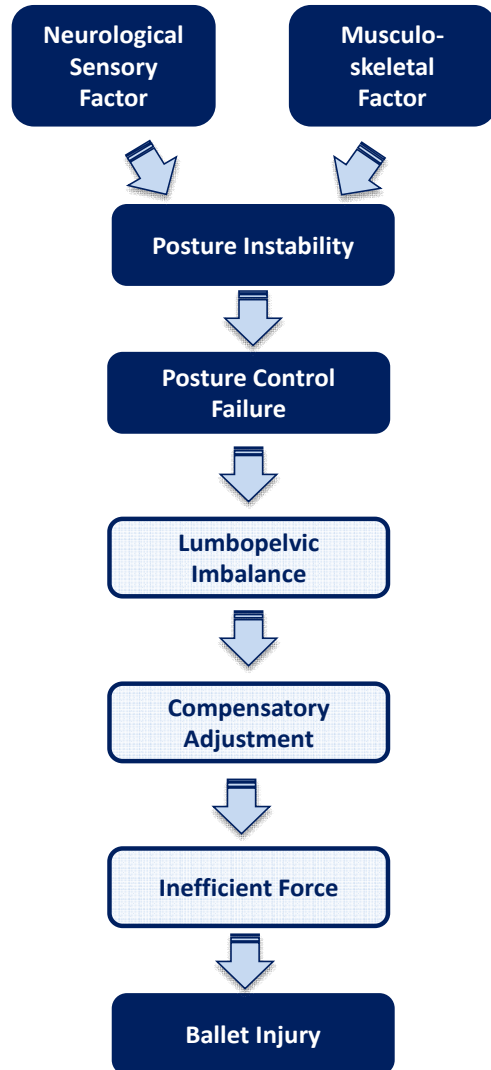 Neurological
Sensory
Factor
Musculo-
skeletal
Factor
Posture Instability
Posture Control
Failure
Lumbopelvic
Imbalance
Compensatory
Adjustment
Inefficient Force
Ballet Injury